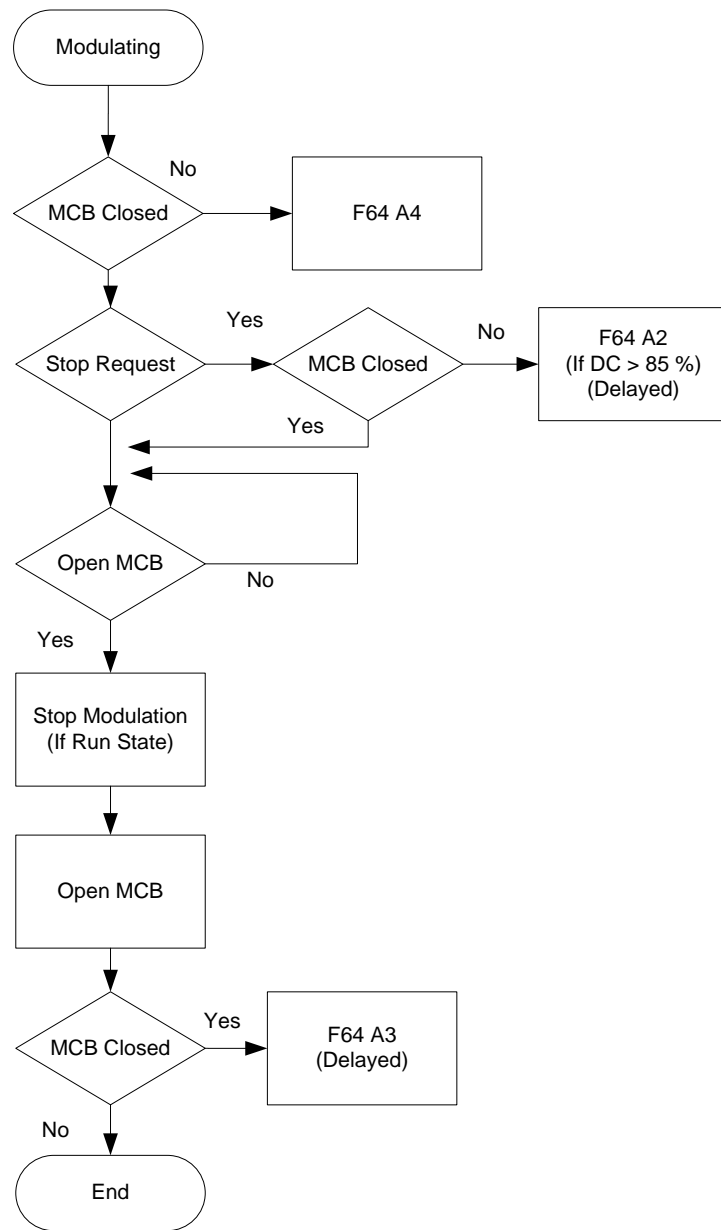 Modulating
No
MCB Closed
F64 A4
Yes
Stop Request
MCB Closed
No
F64 A2
(If DC > 85 %)
(Delayed)
Yes
Open MCB
No
Yes
Stop Modulation
(If Run State)
Open MCB
MCB Closed
Yes
F64 A3
(Delayed)
No
End